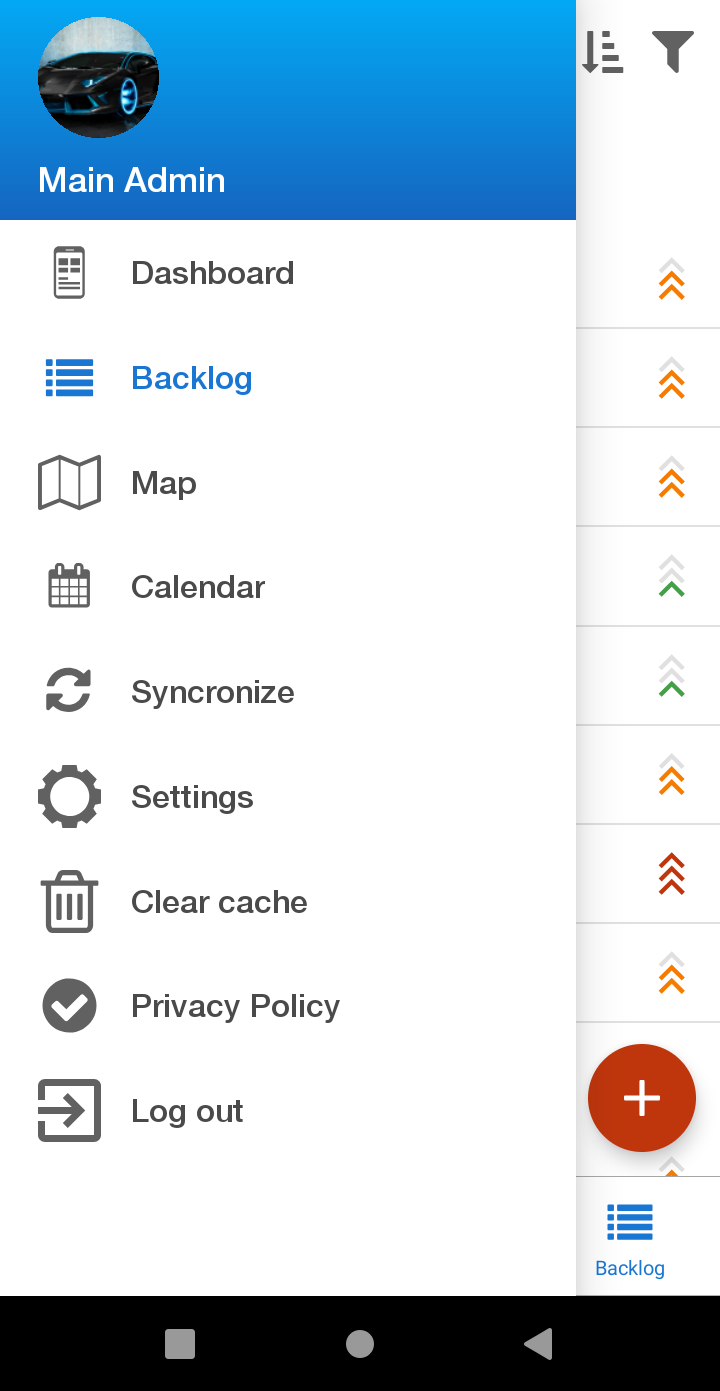 Main Admin
Dashboard
Backlog
Map
Calendar
Syncronize
Settings
Clear cache
Privacy Policy
Log out
Backlog